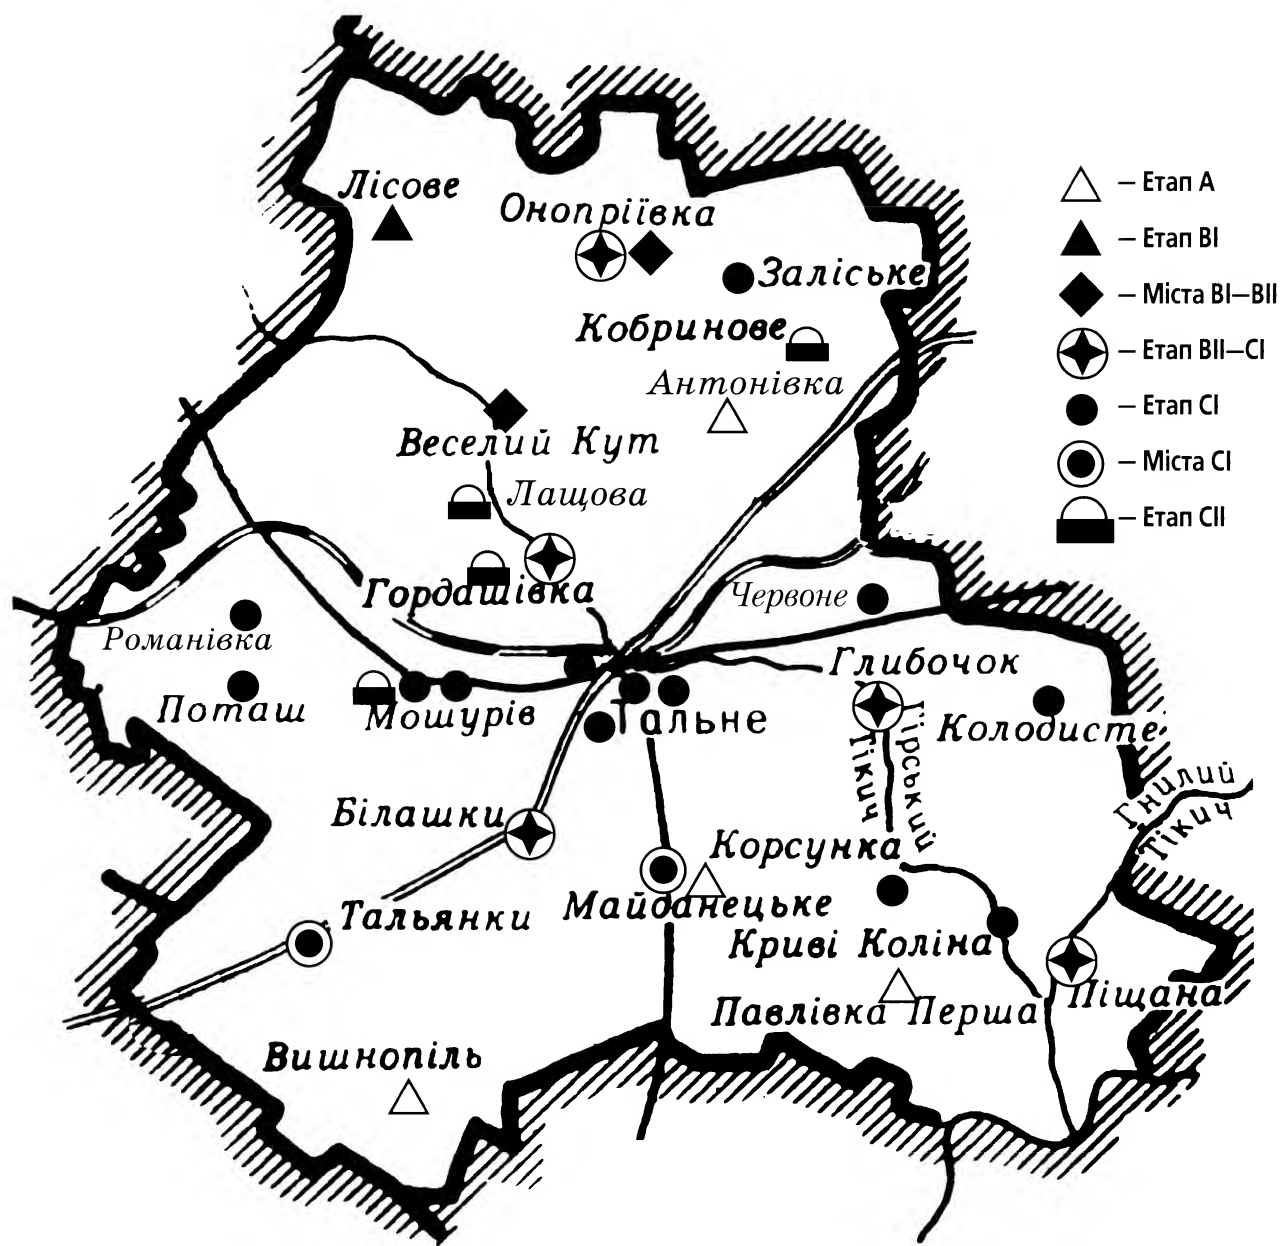 Лісове
Оноприївка
Заліське
Кобринове
Антонівка
Веселий Кут
Лащова
Гордашівка
Червоне
Романівка
Поташ
Мошурів
Тальне
Глибочок
Колодисте
Гірський
Тікич
Гнилий
Тікич
Білашки
Корсунка
Тальянки
Майданецьке
Криві Коліна
Піщана
Павлівка Перша
Вишнопіль
– Етап А
– Етап ВІ
– Міста ВІ–ВІІ
– Етап ВІІ–СІ
– Етап СІ
– Міста СІ
– Етап СІІ